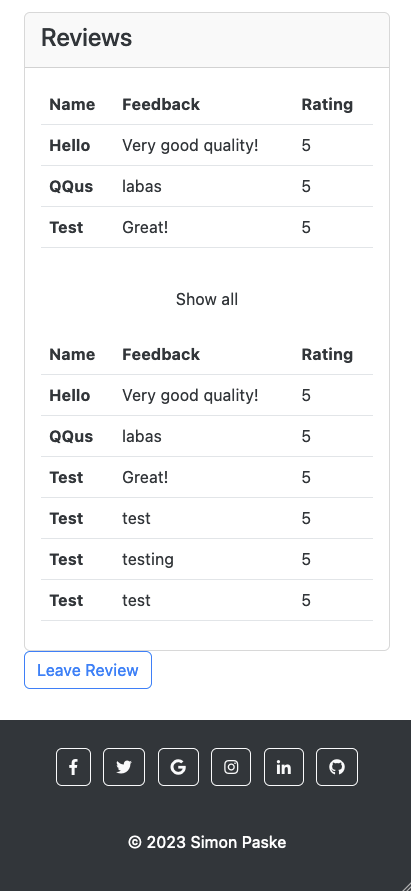 Reviews
Name Feedback Rating
Hello Very good quality! 5
QQus labas 5
Test Great! 5
Show all
Name Feedback Rating
Hello Very good quality! 5
QQus labas 5
Test Great! 5
Test test 5
Test testing 5
Test test 5
Leave Review
© 2023 Simon Paske